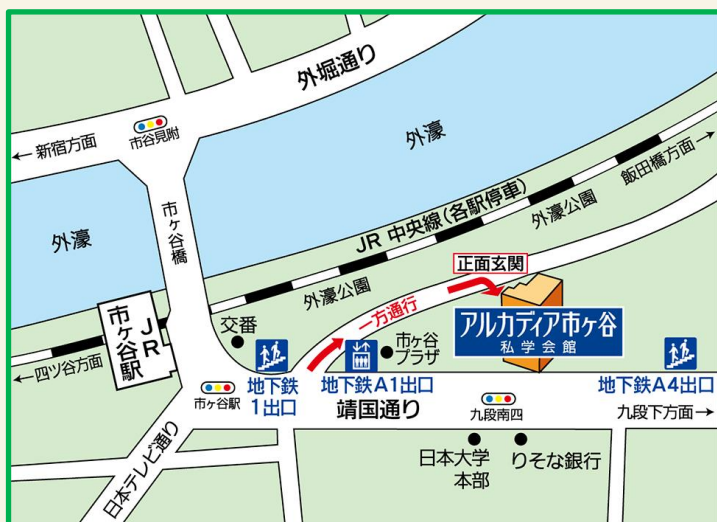 外堀通り
市谷見附
←新宿方面
外濠
飯田橋方面→
外濠
市ヶ谷橋
JR 中央線(各駅停車)
外濠公園
外濠公園
正面玄関
一方通行
アルカディア市ヶ谷
私学会館
JR
市ヶ谷駅
交番
市ヶ谷
プラザ
←四ツ谷方面
地下鉄
1出口
地下鉄A1出口
地下鉄A4出口
市ヶ谷駅
靖国通り
九段南四
九段下方面→
日本テレビ通り
日本大学
本部
りそな銀行